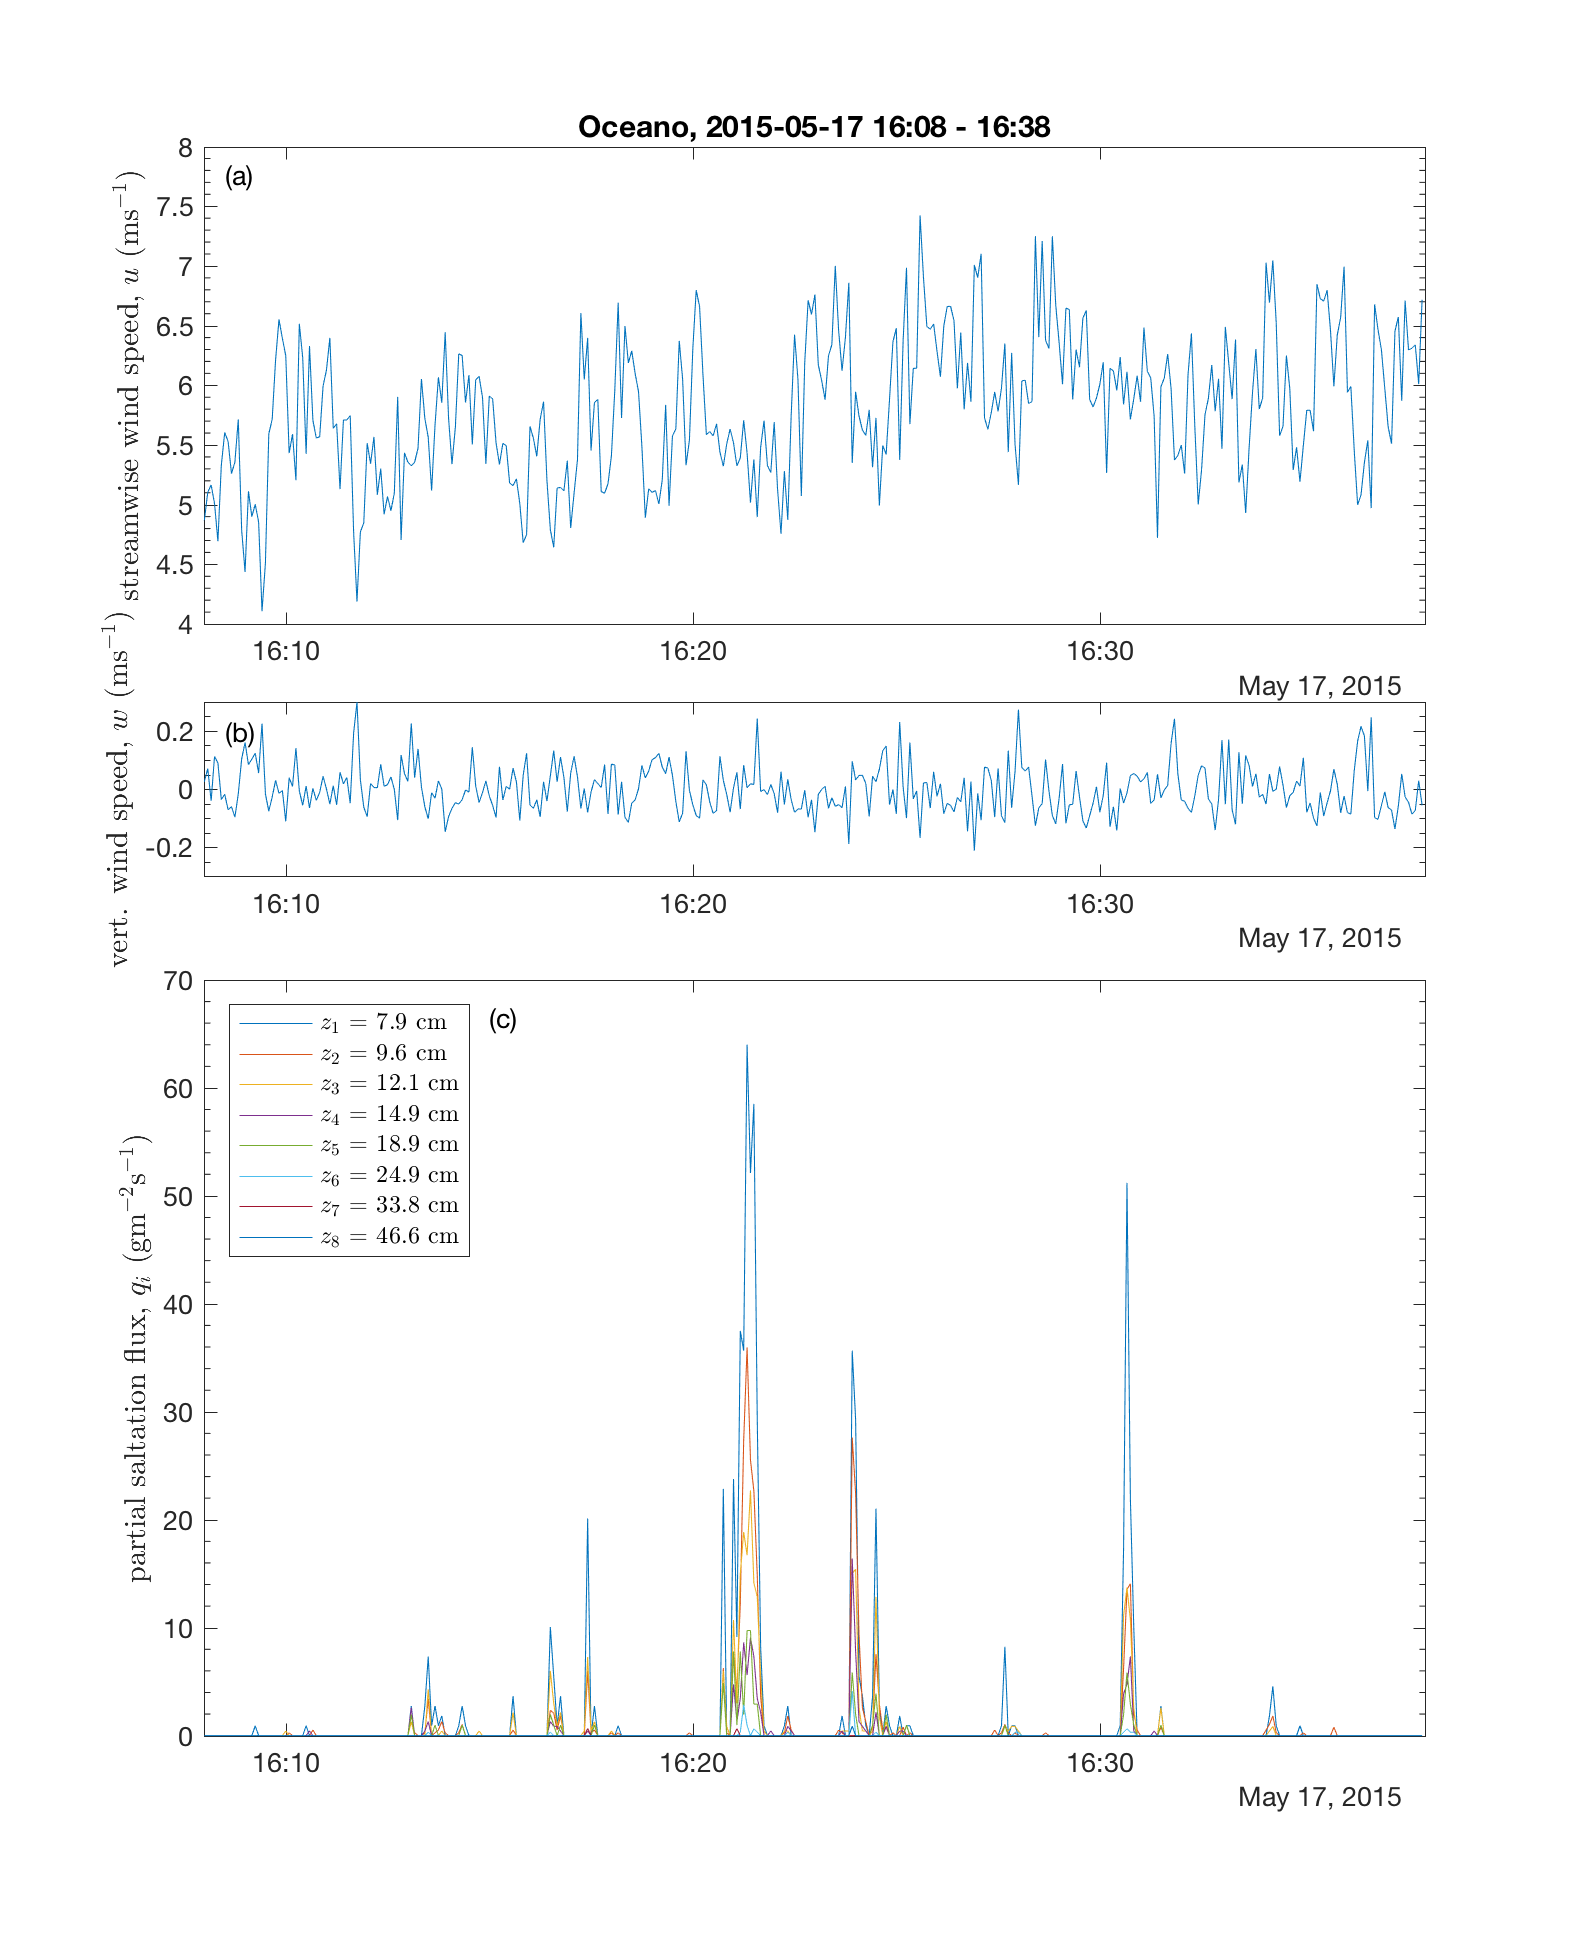 Oceano, 2015-05-17 16:08 - 16:38
(a)
8
7.5
7
6.5
6
5.5
5
4.5
4
streamwise wind speed, u (ms⁻¹)
16:10 16:20 16:30
May 17, 2015
(b)
0.2
0
-0.2
vert. wind speed, w (ms⁻¹)
16:10 16:20 16:30
May 17, 2015
(c)
70
60
50
40
30
20
10
0
partial saltation flux, qᵢ (gm⁻²s⁻¹)
z₁ = 7.9 cm
z₂ = 9.6 cm
z₃ = 12.1 cm
z₄ = 14.9 cm
z₅ = 18.9 cm
z₆ = 24.9 cm
z₇ = 33.8 cm
z₈ = 46.6 cm
16:10 16:20 16:30
May 17, 2015